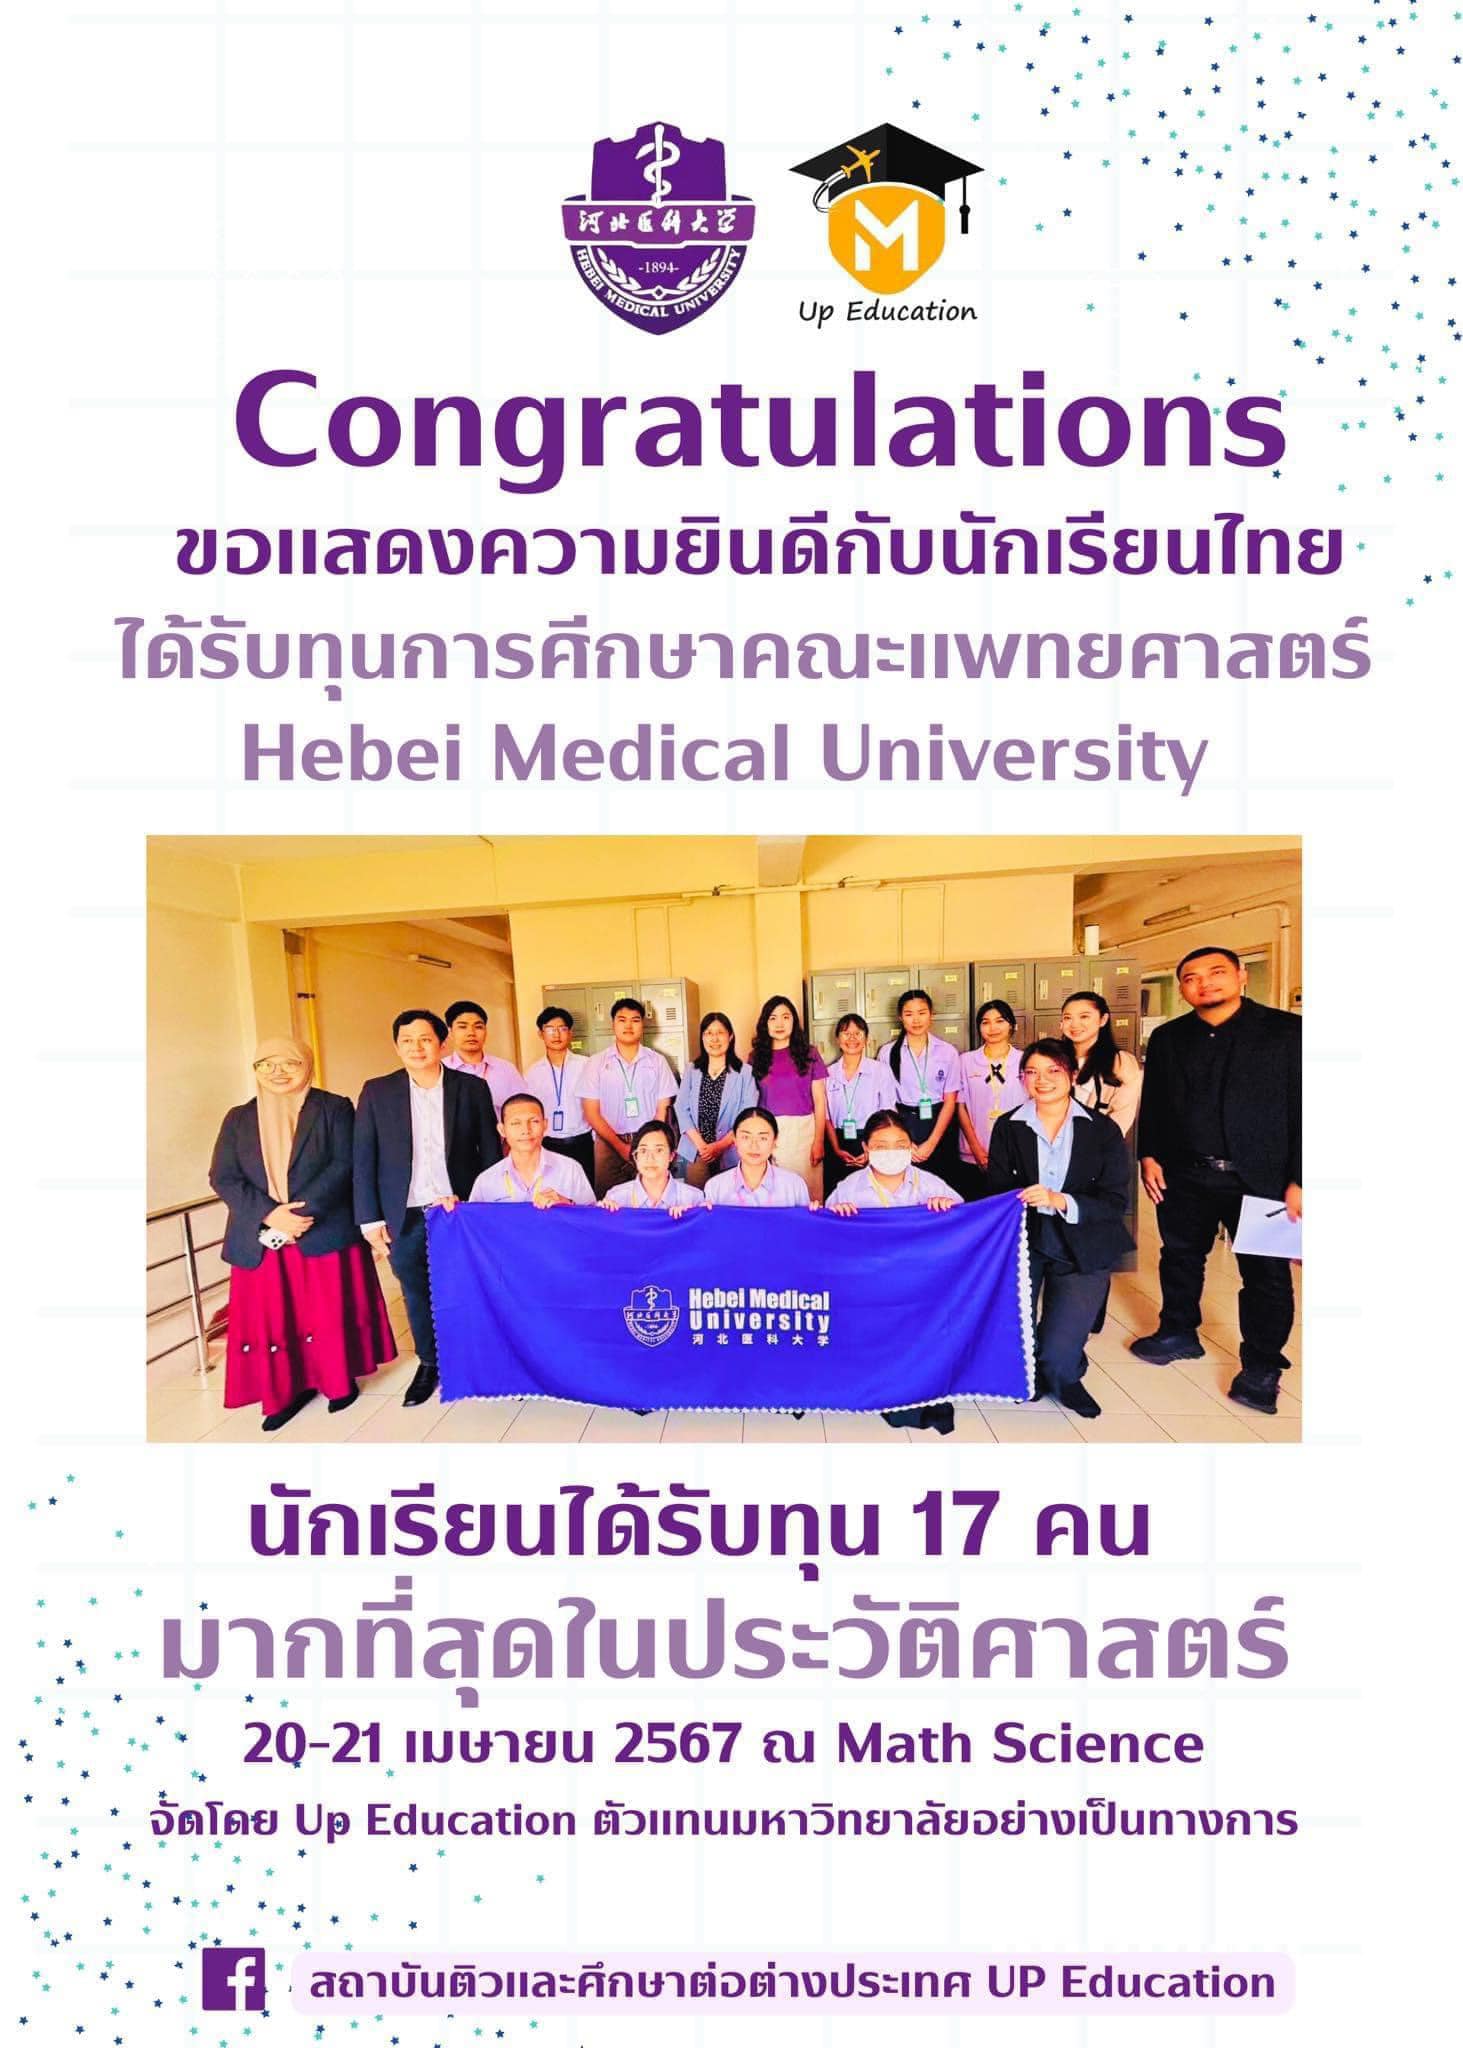 河北医科大学
-1894-
HEBEI MEDICAL UNIVERSITY
M
Up Education
Congratulations
ขอแสดงความยินดีกับนักเรียนไทย
ได้รับทุนการศึกษาคณะแพทยศาสตร์
Hebei Medical University
Hebei Medical
University
河北医科大学
นักเรียนได้รับทุน 17 คน
มากที่สุดในประวัติศาสตร์
20-21 เมษายน 2567 ณ Math Science
จัดโดย Up Education ตัวแทนมหาวิทยาลัยอย่างเป็นทางการ
สถาบันติวและศึกษาต่อต่างประเทศ UP Education